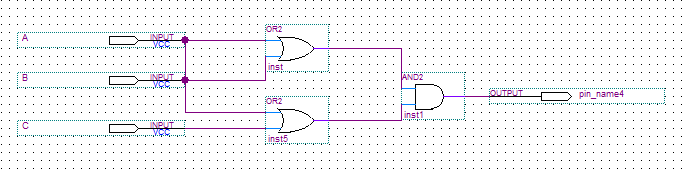 A
INPUT
VCC
B
INPUT
VCC
C
INPUT
VCC
OR2
inst
OR2
inst5
AND2
inst1
OUTPUT
pin_name4